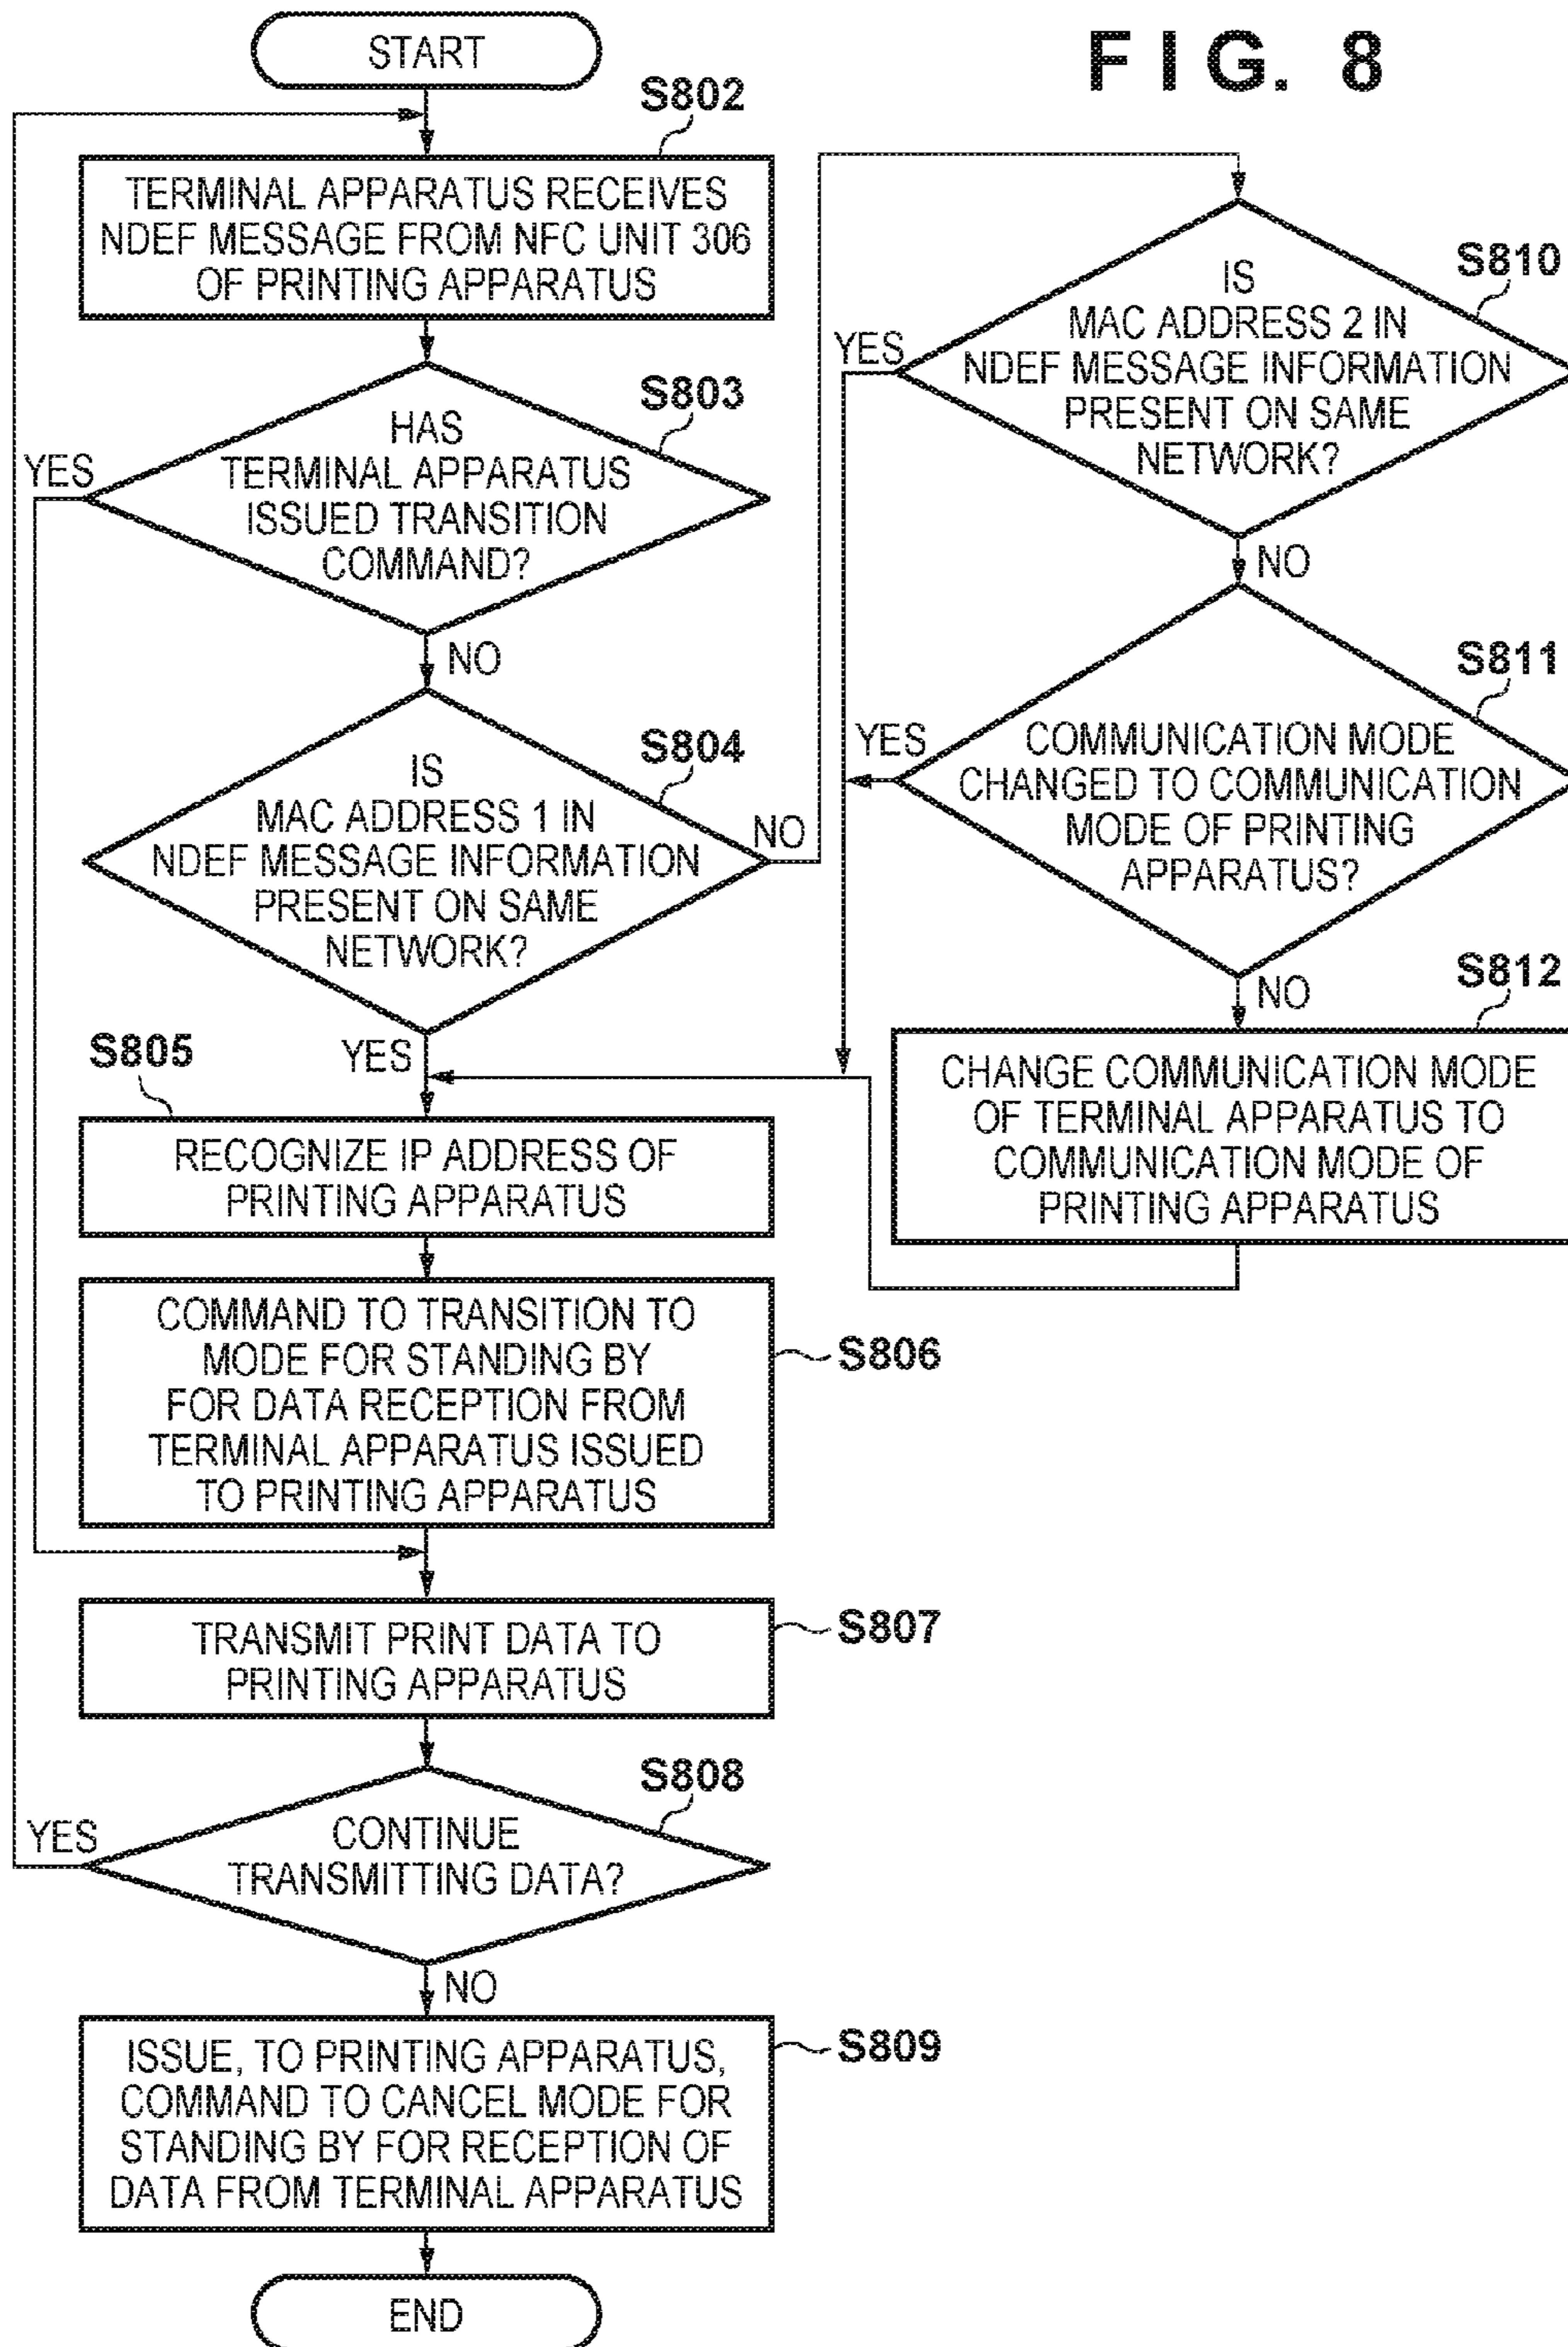 FIG. 8
START
S802
TERMINAL APPARATUS RECEIVES
NDEF MESSAGE FROM NFC UNIT 306
OF PRINTING APPARATUS
S803
HAS
TERMINAL APPARATUS
ISSUED TRANSITION
COMMAND?
YES
NO
S804
IS
MAC ADDRESS 1 IN
NDEF MESSAGE INFORMATION
PRESENT ON SAME
NETWORK?
NO
YES
S805
RECOGNIZE IP ADDRESS OF
PRINTING APPARATUS
COMMAND TO TRANSITION TO
MODE FOR STANDING BY
FOR DATA RECEPTION FROM
TERMINAL APPARATUS ISSUED
TO PRINTING APPARATUS
S806
TRANSMIT PRINT DATA TO
PRINTING APPARATUS
S807
S808
CONTINUE
TRANSMITTING DATA?
YES
NO
ISSUE, TO PRINTING APPARATUS,
COMMAND TO CANCEL MODE FOR
STANDING BY FOR RECEPTION OF
DATA FROM TERMINAL APPARATUS
S809
END
S810
IS
MAC ADDRESS 2 IN
NDEF MESSAGE INFORMATION
PRESENT ON SAME
NETWORK?
YES
NO
S811
COMMUNICATION MODE
CHANGED TO COMMUNICATION
MODE OF PRINTING
APPARATUS?
YES
NO
S812
CHANGE COMMUNICATION MODE
OF TERMINAL APPARATUS TO
COMMUNICATION MODE OF
PRINTING APPARATUS